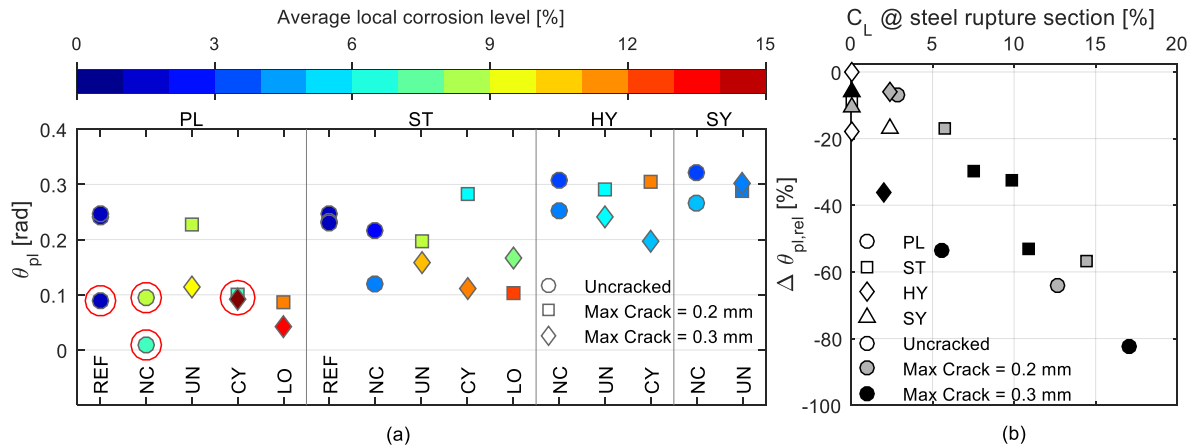 Average local corrosion level [%]
0 3 6 9 12 15
PL ST HY SY
0.4
0.3
0.2
0.1
0
θpl [rad]
Uncracked
Max Crack = 0.2 mm
Max Crack = 0.3 mm
REF NC UN CY LO REF NC UN CY LO NC UN CY NC UN
(a)
CL @ steel rupture section [%]
0 5 10 15 20
0
-20
-40
-60
-80
-100
Δ θpl,rel [%]
PL
ST
HY
SY
Uncracked
Max Crack = 0.2 mm
Max Crack = 0.3 mm
(b)